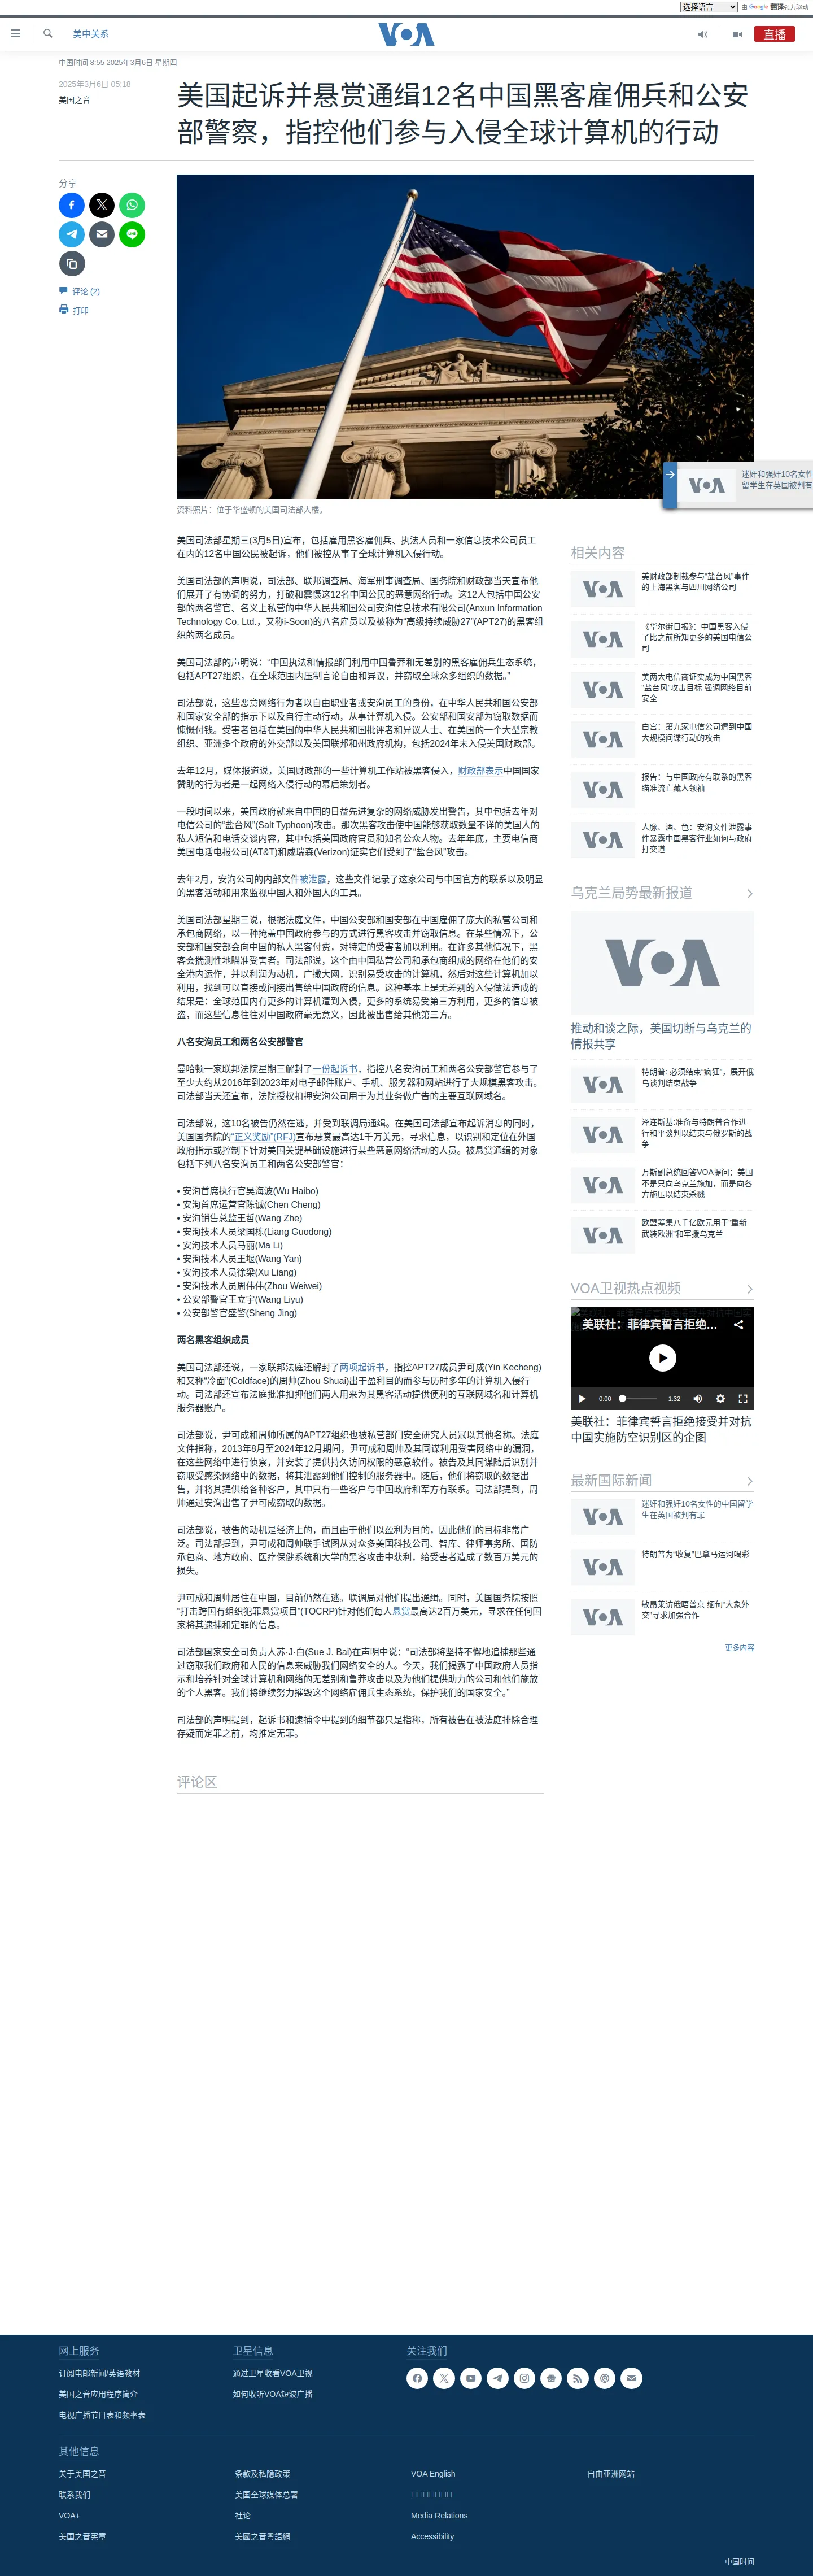 选择语言
由 Google 翻译强力驱动
美中关系
VOA
直播
中国时间 8:55 2025年3月6日 星期四
2025年3月6日 05:18
美国之音
美国起诉并悬赏通缉12名中国黑客雇佣兵和公安
部警察，指控他们参与入侵全球计算机的行动
分享
评论 (2)
打印
资料照片：位于华盛顿的美国司法部大楼。
VOA
迷奸和强奸10名女性
留学生在英国被判有
美国司法部星期三(3月5日)宣布，包括雇用黑客雇佣兵、执法人员和一家信息技术公司员工
在内的12名中国公民被起诉，他们被控从事了全球计算机入侵行动。
美国司法部的声明说，司法部、联邦调查局、海军刑事调查局、国务院和财政部当天宣布他
们展开了有协调的努力，打破和震慑这12名中国公民的恶意网络行动。这12人包括中国公安
部的两名警官、名义上私营的中华人民共和国公司安洵信息技术有限公司(Anxun Information
Technology Co. Ltd.，又称i-Soon)的八名雇员以及被称为“高级持续威胁27”(APT27)的黑客组
织的两名成员。
美国司法部的声明说：“中国执法和情报部门利用中国鲁莽和无差别的黑客雇佣兵生态系统，
包括APT27组织，在全球范围内压制言论自由和异议，并窃取全球众多组织的数据。”
司法部说，这些恶意网络行为者以自由职业者或安洵员工的身份，在中华人民共和国公安部
和国家安全部的指示下以及自行主动行动，从事计算机入侵。公安部和国安部为窃取数据而
慷慨付钱。受害者包括在美国的中华人民共和国批评者和异议人士、在美国的一个大型宗教
组织、亚洲多个政府的外交部以及美国联邦和州政府机构，包括2024年末入侵美国财政部。
去年12月，媒体报道说，美国财政部的一些计算机工作站被黑客侵入，财政部表示中国国家
赞助的行为者是一起网络入侵行动的幕后策划者。
一段时间以来，美国政府就来自中国的日益先进复杂的网络威胁发出警告，其中包括去年对
电信公司的“盐台风”(Salt Typhoon)攻击。那次黑客攻击使中国能够获取数量不详的美国人的
私人短信和电话交谈内容，其中包括美国政府官员和知名公众人物。去年年底，主要电信商
美国电话电报公司(AT&T)和威瑞森(Verizon)证实它们受到了“盐台风”攻击。
去年2月，安洵公司的内部文件被泄露，这些文件记录了这家公司与中国官方的联系以及明显
的黑客活动和用来监视中国人和外国人的工具。
美国司法部星期三说，根据法庭文件，中国公安部和国安部在中国雇佣了庞大的私营公司和
承包商网络，以一种掩盖中国政府参与的方式进行黑客攻击并窃取信息。在某些情况下，公
安部和国安部会向中国的私人黑客付费，对特定的受害者加以利用。在许多其他情况下，黑
客会揣测性地瞄准受害者。司法部说，这个由中国私营公司和承包商组成的网络在他们的安
全港内运作，并以利润为动机，广撒大网，识别易受攻击的计算机，然后对这些计算机加以
利用，找到可以直接或间接出售给中国政府的信息。这种基本上是无差别的入侵做法造成的
结果是：全球范围内有更多的计算机遭到入侵，更多的系统易受第三方利用，更多的信息被
盗，而这些信息往往对中国政府毫无意义，因此被出售给其他第三方。
八名安洵员工和两名公安部警官
曼哈顿一家联邦法院星期三解封了一份起诉书，指控八名安洵员工和两名公安部警官参与了
至少大约从2016年到2023年对电子邮件账户、手机、服务器和网站进行了大规模黑客攻击。
司法部当天还宣布，法院授权扣押安洵公司用于为其业务做广告的主要互联网域名。
司法部说，这10名被告仍然在逃，并受到联调局通缉。在美国司法部宣布起诉消息的同时，
美国国务院的“正义奖励”(RFJ)宣布悬赏最高达1千万美元，寻求信息，以识别和定位在外国
政府指示或控制下针对美国关键基础设施进行某些恶意网络活动的人员。被悬赏通缉的对象
包括下列八名安洵员工和两名公安部警官：
• 安洵首席执行官吴海波(Wu Haibo)
• 安洵首席运营官陈诚(Chen Cheng)
• 安洵销售总监王哲(Wang Zhe)
• 安洵技术人员梁国栋(Liang Guodong)
• 安洵技术人员马丽(Ma Li)
• 安洵技术人员王堰(Wang Yan)
• 安洵技术人员徐梁(Xu Liang)
• 安洵技术人员周伟伟(Zhou Weiwei)
• 公安部警官王立宇(Wang Liyu)
• 公安部警官盛警(Sheng Jing)
两名黑客组织成员
美国司法部还说，一家联邦法庭还解封了两项起诉书，指控APT27成员尹可成(Yin Kecheng)
和又称“冷面”(Coldface)的周帅(Zhou Shuai)出于盈利目的而参与历时多年的计算机入侵行
动。司法部还宣布法庭批准扣押他们两人用来为其黑客活动提供便利的互联网域名和计算机
服务器账户。
司法部说，尹可成和周帅所属的APT27组织也被私营部门安全研究人员冠以其他名称。法庭
文件指称，2013年8月至2024年12月期间，尹可成和周帅及其同谋利用受害网络中的漏洞，
在这些网络中进行侦察，并安装了提供持久访问权限的恶意软件。被告及其同谋随后识别并
窃取受感染网络中的数据，将其泄露到他们控制的服务器中。随后，他们将窃取的数据出
售，并将其提供给各种客户，其中只有一些客户与中国政府和军方有联系。司法部提到，周
帅通过安洵出售了尹可成窃取的数据。
司法部说，被告的动机是经济上的，而且由于他们以盈利为目的，因此他们的目标非常广
泛。司法部提到，尹可成和周帅联手试图从对众多美国科技公司、智库、律师事务所、国防
承包商、地方政府、医疗保健系统和大学的黑客攻击中获利，给受害者造成了数百万美元的
损失。
尹可成和周帅居住在中国，目前仍然在逃。联调局对他们提出通缉。同时，美国国务院按照
“打击跨国有组织犯罪悬赏项目”(TOCRP)针对他们每人悬赏最高达2百万美元，寻求在任何国
家将其逮捕和定罪的信息。
司法部国家安全司负责人苏·J·白(Sue J. Bai)在声明中说：“司法部将坚持不懈地追捕那些通
过窃取我们政府和人民的信息来威胁我们网络安全的人。今天，我们揭露了中国政府人员指
示和培养针对全球计算机和网络的无差别和鲁莽攻击以及为他们提供助力的公司和他们施放
的个人黑客。我们将继续努力摧毁这个网络雇佣兵生态系统，保护我们的国家安全。”
司法部的声明提到，起诉书和逮捕令中提到的细节都只是指称，所有被告在被法庭排除合理
存疑而定罪之前，均推定无罪。
评论区
相关内容
VOA
美财政部制裁参与“盐台风”事件
的上海黑客与四川网络公司
VOA
《华尔街日报》：中国黑客入侵
了比之前所知更多的美国电信公
司
VOA
美两大电信商证实成为中国黑客
“盐台风”攻击目标 强调网络目前
安全
VOA
白宫：第九家电信公司遭到中国
大规模间谍行动的攻击
VOA
报告：与中国政府有联系的黑客
瞄准流亡藏人领袖
VOA
人脉、酒、色：安洵文件泄露事
件暴露中国黑客行业如何与政府
打交道
乌克兰局势最新报道
VOA
推动和谈之际，美国切断与乌克兰的
情报共享
VOA
特朗普: 必须结束“疯狂”，展开俄
乌谈判结束战争
VOA
泽连斯基:准备与特朗普合作进
行和平谈判以结束与俄罗斯的战
争
VOA
万斯副总统回答VOA提问：美国
不是只向乌克兰施加，而是向各
方施压以结束杀戮
VOA
欧盟筹集八千亿欧元用于“重新
武装欧洲”和军援乌克兰
VOA卫视热点视频
美联社：菲律宾誓言拒绝…
0:00
1:32
美联社：菲律宾誓言拒绝接受并对抗
中国实施防空识别区的企图
最新国际新闻
VOA
迷奸和强奸10名女性的中国留学
生在英国被判有罪
VOA
特朗普为“收复”巴拿马运河喝彩
VOA
敏昂莱访俄晤普京 缅甸“大象外
交”寻求加强合作
更多内容
网上服务
卫星信息
关注我们
订阅电邮新闻/英语教材
通过卫星收看VOA卫视
美国之音应用程序简介
如何收听VOA短波广播
电视广播节目表和频率表
其他信息
关于美国之音
条款及私隐政策
VOA English
自由亚洲网站
联系我们
美国全球媒体总署
VOA+
社论
Media Relations
美国之音宪章
美國之音粵語網
Accessibility
中国时间